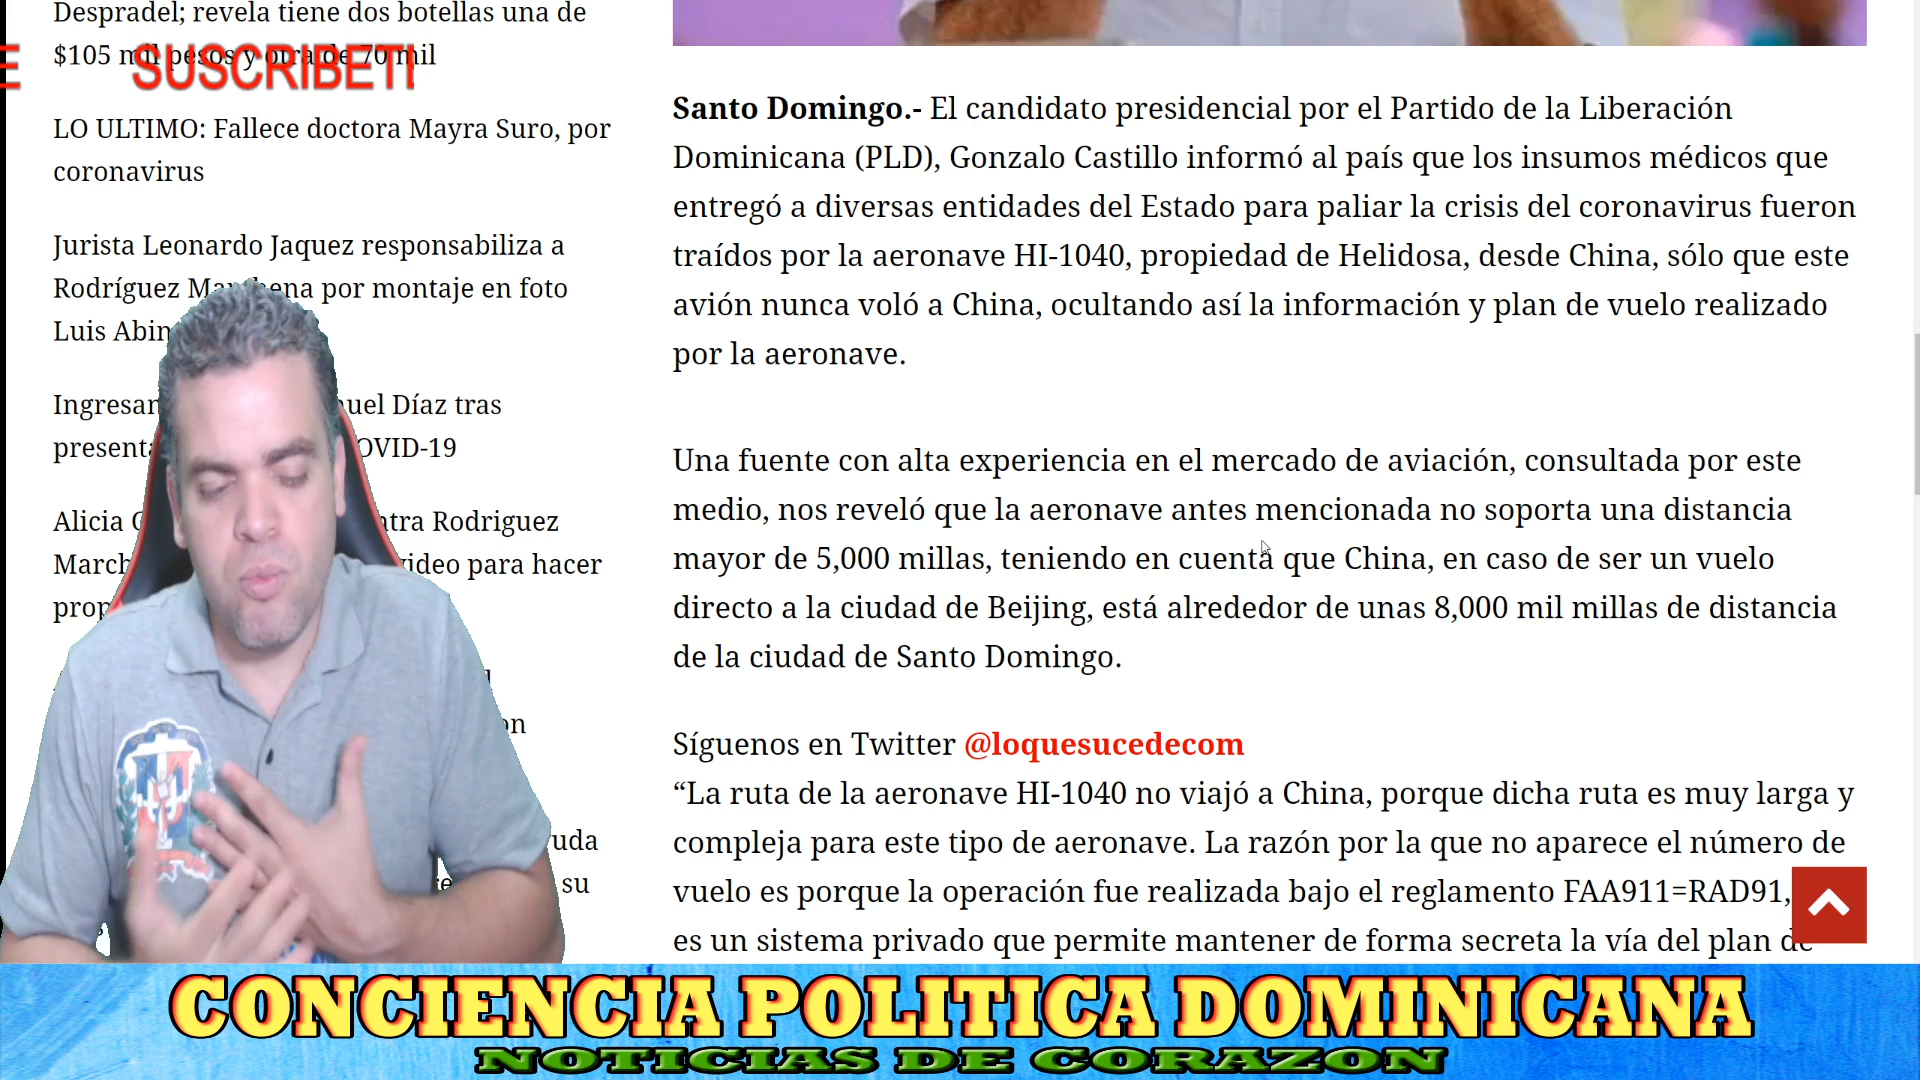 Despradel; revela tiene dos botellas una de
$105 mil pesos y otra de 70 mil
E SUSCRIBETE
LO ULTIMO: Fallece doctora Mayra Suro, por
coronavirus
Jurista Leonardo Jaquez responsabiliza a
Rodríguez Marchena por montaje en foto
Luis Abin
Ingresan uel Díaz tras
present OVID-19
Alicia ntra Rodriguez
March video para hacer
prop
on
uda
su
Santo Domingo.- El candidato presidencial por el Partido de la Liberación
Dominicana (PLD), Gonzalo Castillo informó al país que los insumos médicos que
entregó a diversas entidades del Estado para paliar la crisis del coronavirus fueron
traídos por la aeronave HI-1040, propiedad de Helidosa, desde China, sólo que este
avión nunca voló a China, ocultando así la información y plan de vuelo realizado
por la aeronave.
Una fuente con alta experiencia en el mercado de aviación, consultada por este
medio, nos reveló que la aeronave antes mencionada no soporta una distancia
mayor de 5,000 millas, teniendo en cuenta que China, en caso de ser un vuelo
directo a la ciudad de Beijing, está alrededor de unas 8,000 mil millas de distancia
de la ciudad de Santo Domingo.
Síguenos en Twitter @loquesucedecom
“La ruta de la aeronave HI-1040 no viajó a China, porque dicha ruta es muy larga y
compleja para este tipo de aeronave. La razón por la que no aparece el número de
vuelo es porque la operación fue realizada bajo el reglamento FAA911=RAD91,
es un sistema privado que permite mantener de forma secreta la vía del plan de
CONCIENCIA POLITICA DOMINICANA
NOTICIAS DE CORAZON